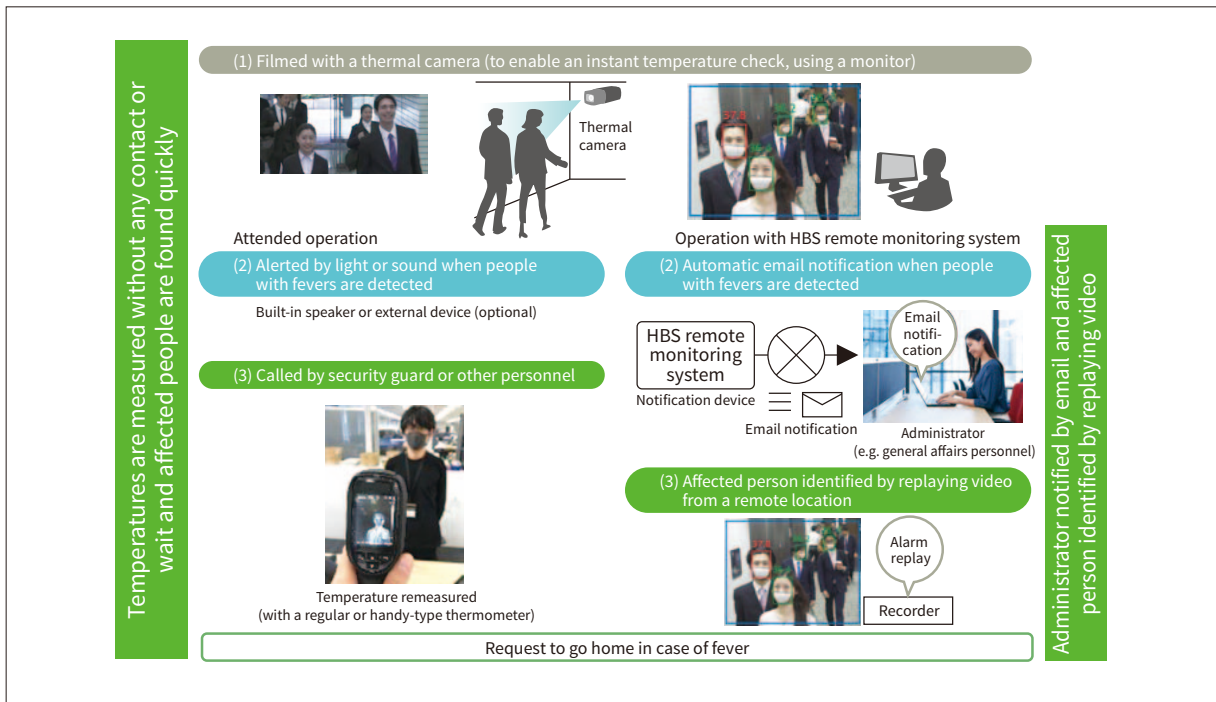 Temperatures are measured without any contact or
wait and affected people are found quickly
(1) Filmed with a thermal camera (to enable an instant temperature check, using a monitor)
Thermal
camera
Attended operation
(2) Alerted by light or sound when people
with fevers are detected
Built-in speaker or external device (optional)
(3) Called by security guard or other personnel
Temperature remeasured
(with a regular or handy-type thermometer)
37.8
Operation with HBS remote monitoring system
(2) Automatic email notification when people
with fevers are detected
HBS remote
monitoring
system
Notification device
Email notification
Email
notifi-
cation
Administrator
(e.g. general affairs personnel)
(3) Affected person identified by replaying video
from a remote location
Alarm
replay
Recorder
Request to go home in case of fever
Administrator notified by email and affected
person identified by replaying video